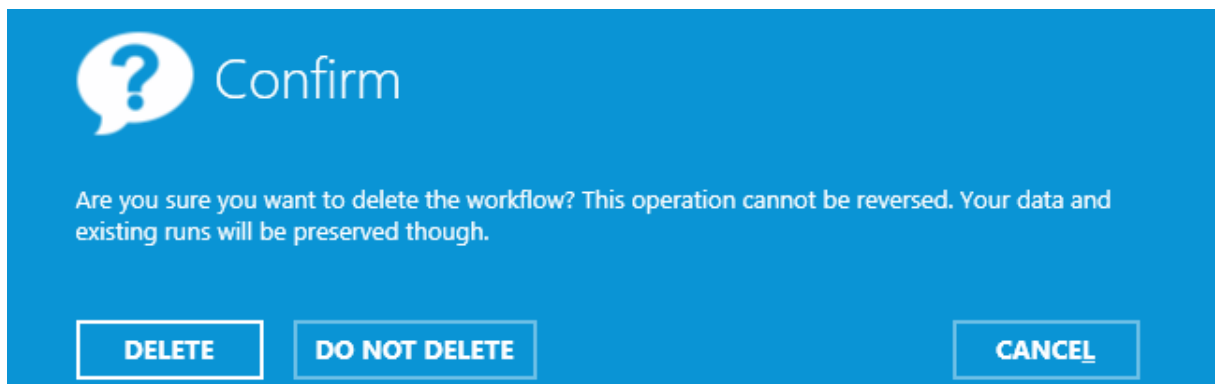 Confirm
Are you sure you want to delete the workflow? This operation cannot be reversed. Your data and
existing runs will be preserved though.
DELETE DO NOT DELETE CANCEL